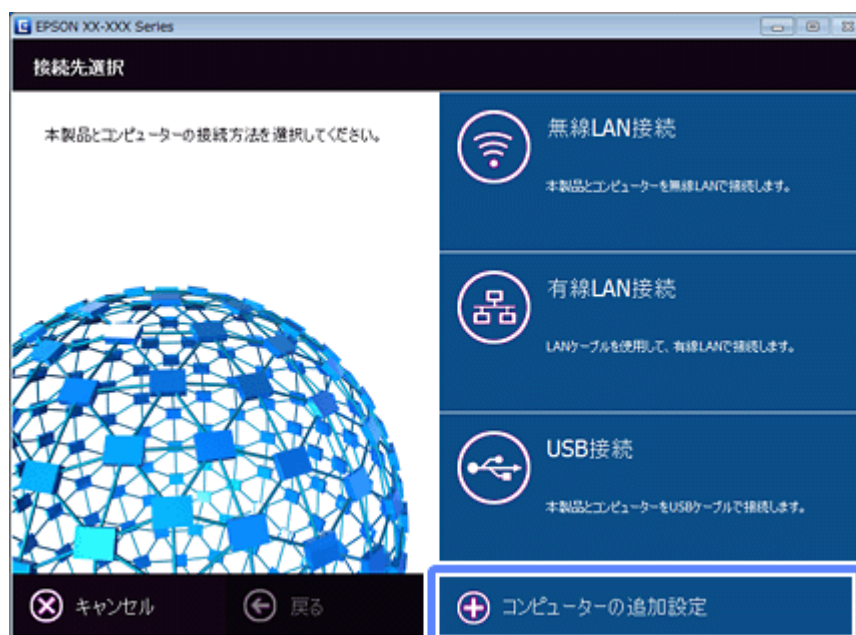 EPSON XX-XXX Series
接続先選択
本製品とコンピューターの接続方法を選択してください。
無線LAN接続
本製品とコンピューターを無線LANで接続します。
有線LAN接続
LANケーブルを使用して、有線LANで接続します。
USB接続
本製品とコンピューターをUSBケーブルで接続します。
キャンセル
戻る
コンピューターの追加設定